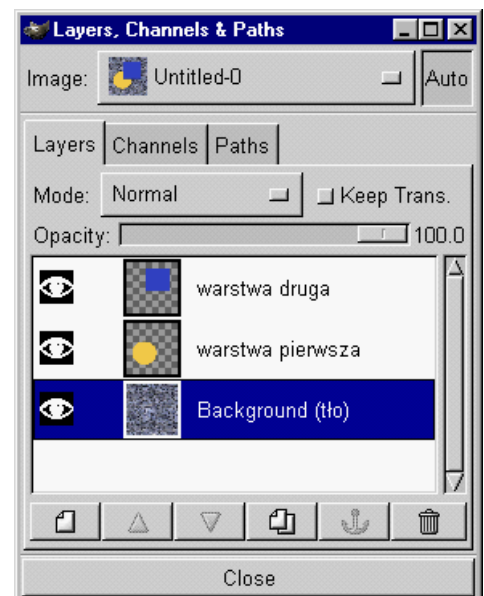 Layers, Channels & Paths
Image: Untitled-0 Auto
Layers Channels Paths
Mode: Normal Keep Trans.
Opacity: 100.0
warstwa druga
warstwa pierwsza
Background (tło)
Close